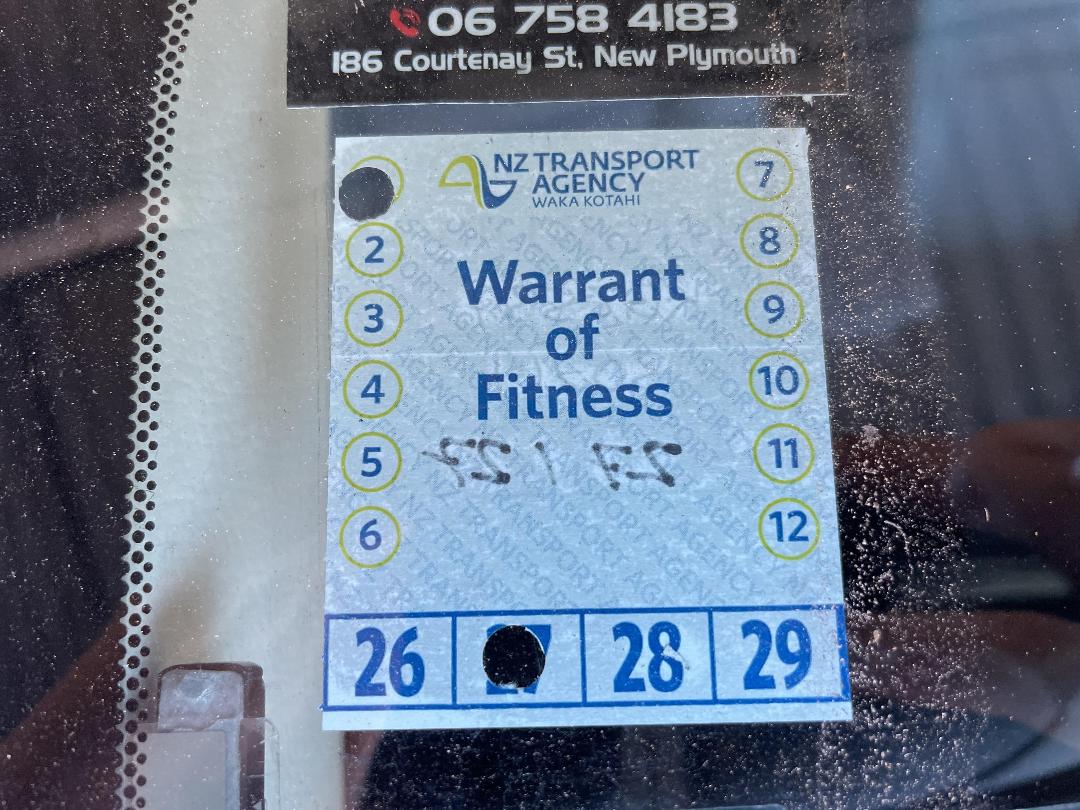 06 758 4183
186 Courtenay St, New Plymouth
NZ TRANSPORT
AGENCY
WAKA KOTAHI
7
2
8
3
9
4
10
5
11
6
12
Warrant
of
Fitness
26
28
29